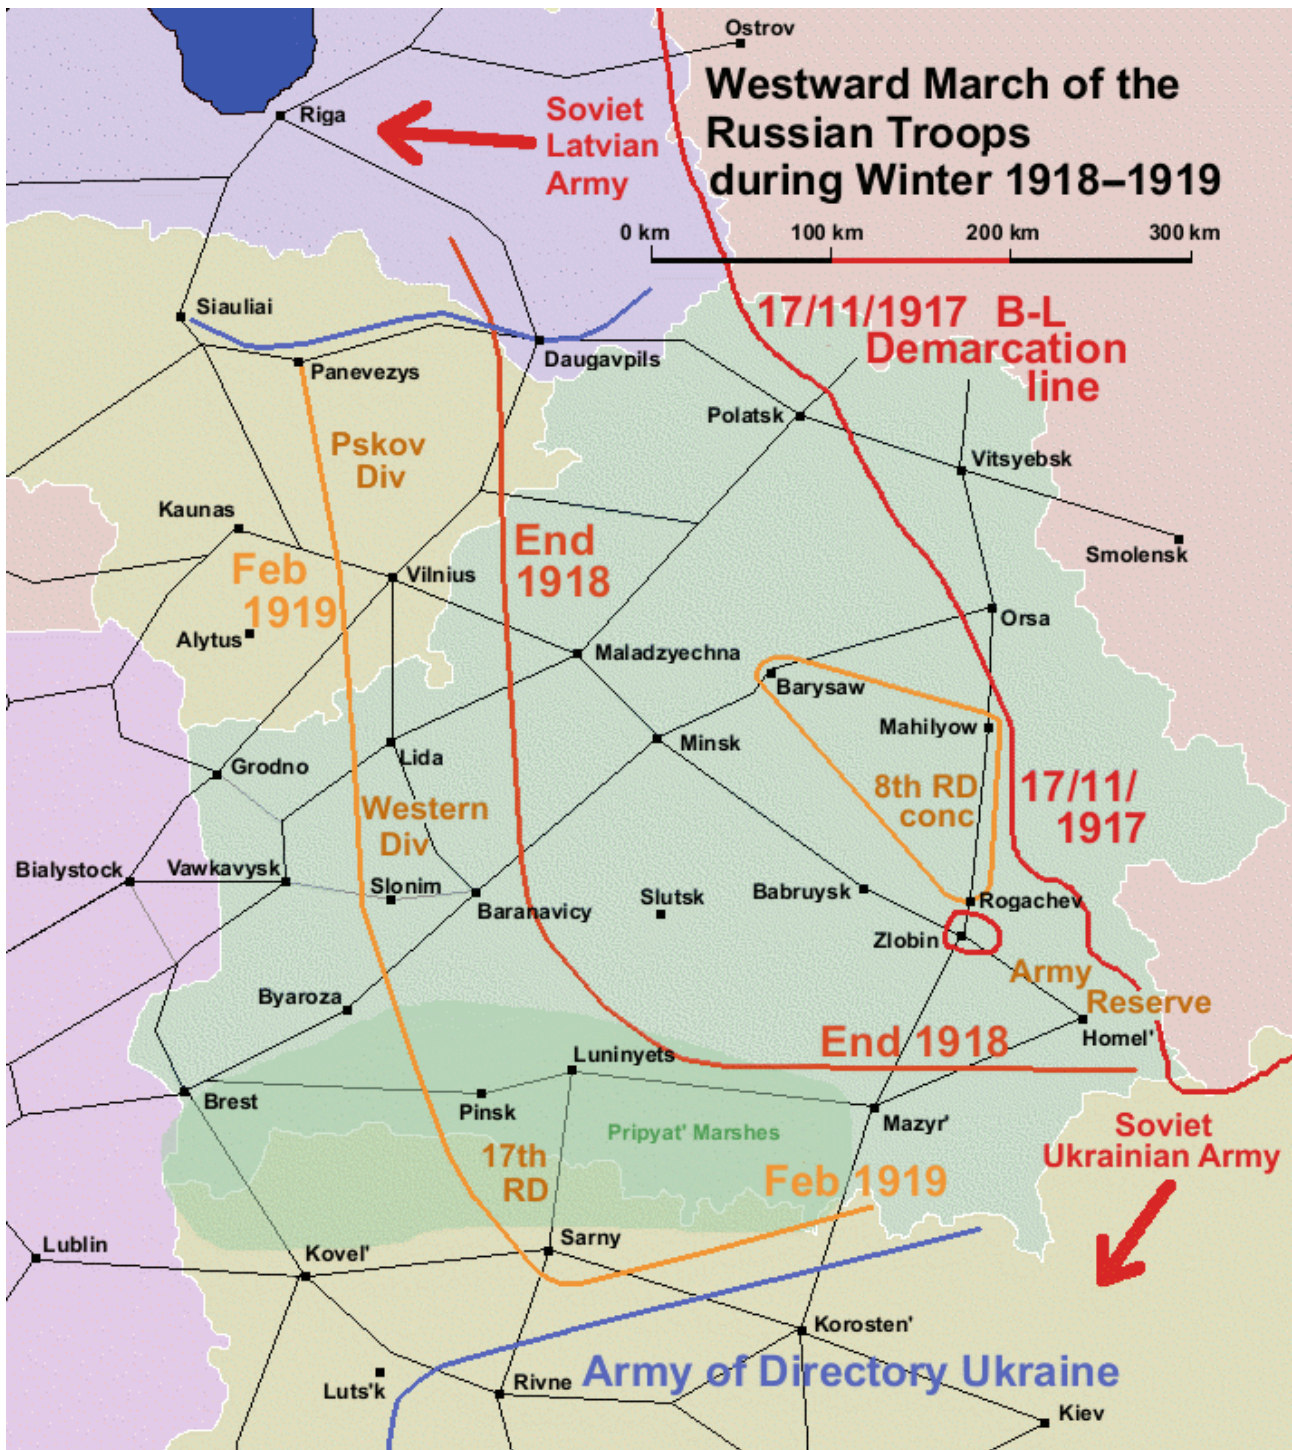 Ostrov
Westward March of the
Russian Troops
during Winter 1918–1919
Riga
Soviet
Latvian
Army
0 km
100 km
200 km
300 km
Siauliai
17/11/1917 B-L
Demarcation
line
Daugavpils
Panevezys
Polatsk
Pskov
Div
Vitsyebsk
Kaunas
End
1918
Smolensk
Feb
1919
Vilnius
Orsa
Alytus
Maladzyechna
Barysaw
Mahilyow
Minsk
Lida
Grodno
8th RD
conc
17/11/
1917
Western
Div
Bialystock
Vawkavysk
Slonim
Slutsk
Babruysk
Rogachev
Baranavicy
Zlobin
Army
Reserve
Byaroza
Homel'
End 1918
Luninyets
Brest
Pinsk
Mazyr'
Pripyat' Marshes
Soviet
Ukrainian Army
17th
RD
Feb 1919
Sarny
Lublin
Kovel'
Korosten'
Army of Directory Ukraine
Luts'k
Rivne
Kiev